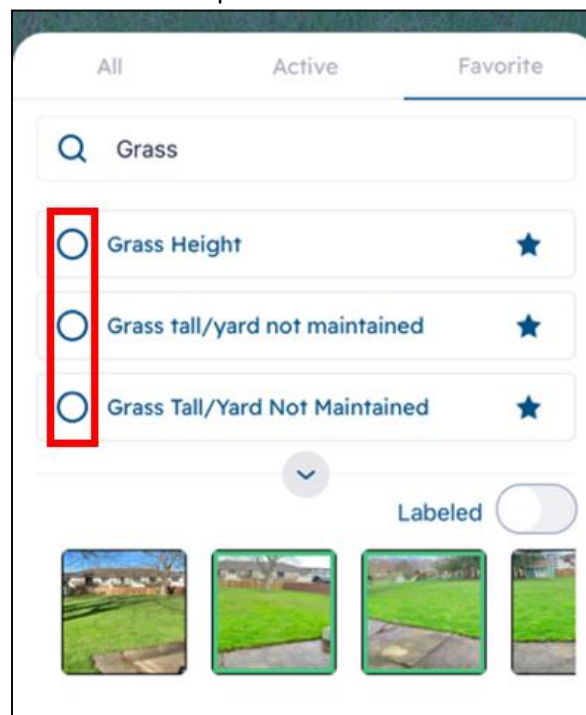 All Active Favorite
Grass
Grass Height
Grass tall/yard not maintained
Grass Tall/Yard Not Maintained
Labeled